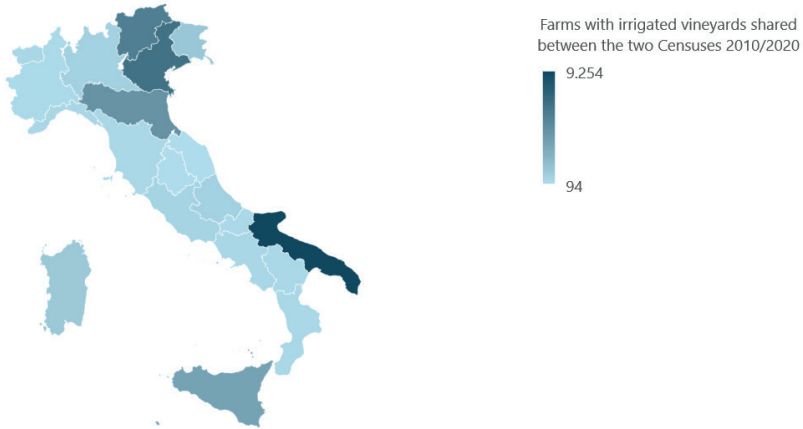 Farms with irrigated vineyards shared
between the two Censuses 2010/2020
9.254
94